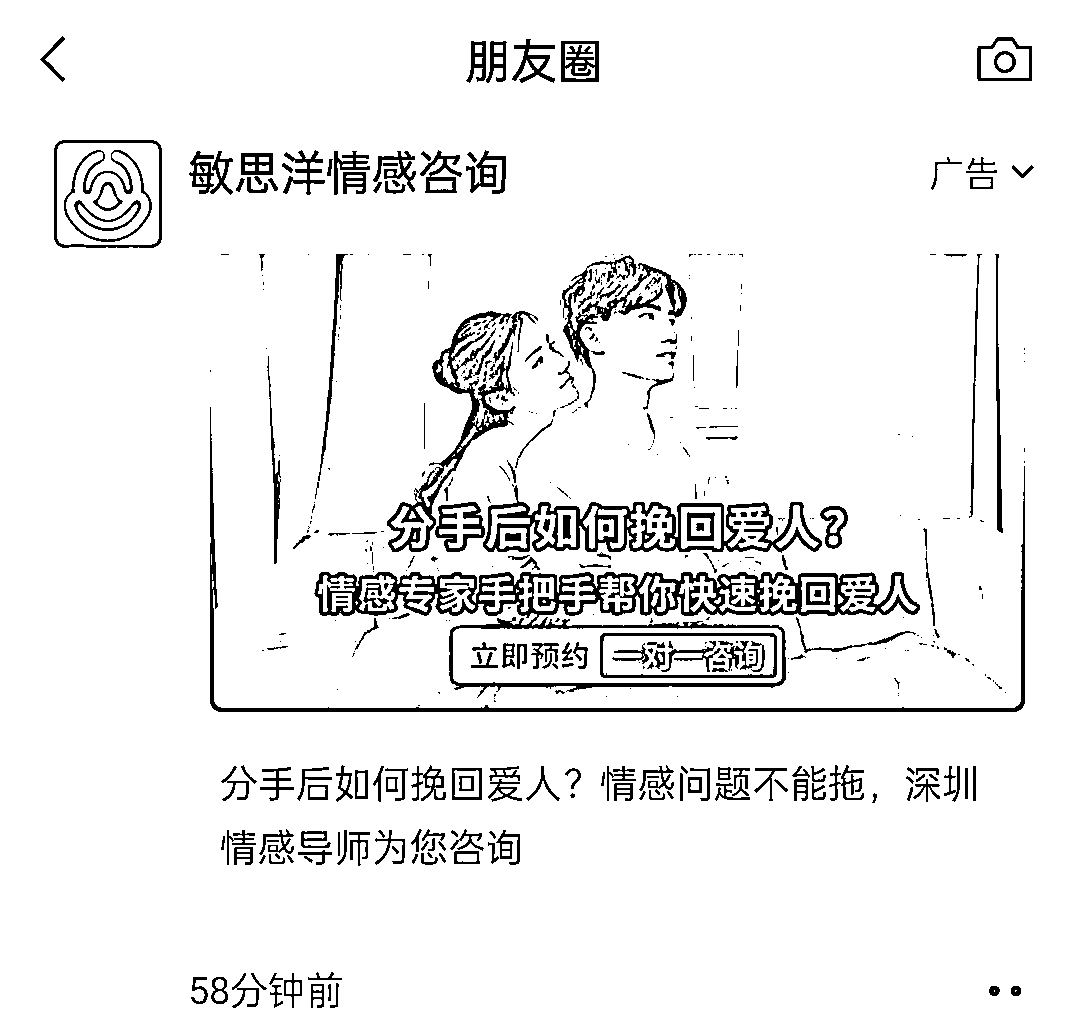 朋友圈
敏思洋情感咨询
广告
分手后如何挽回爱人?
情感专家手把手帮你快速挽回爱人
立即预约 一对一咨询
分手后如何挽回爱人?情感问题不能拖,深圳
情感导师为您咨询
58分钟前